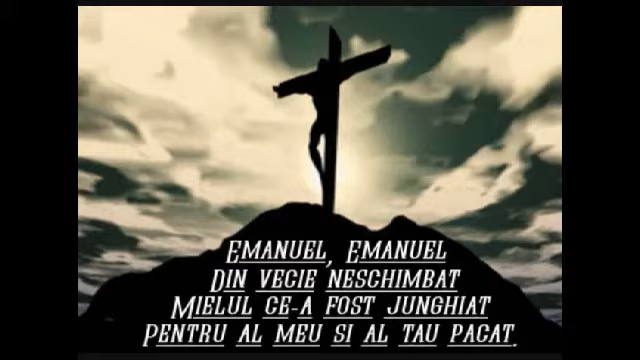 Emanuel, Emanuel
Din vecie neschimbat
Mielul ce-a fost junghiat
Pentru al meu si al tau pacat.